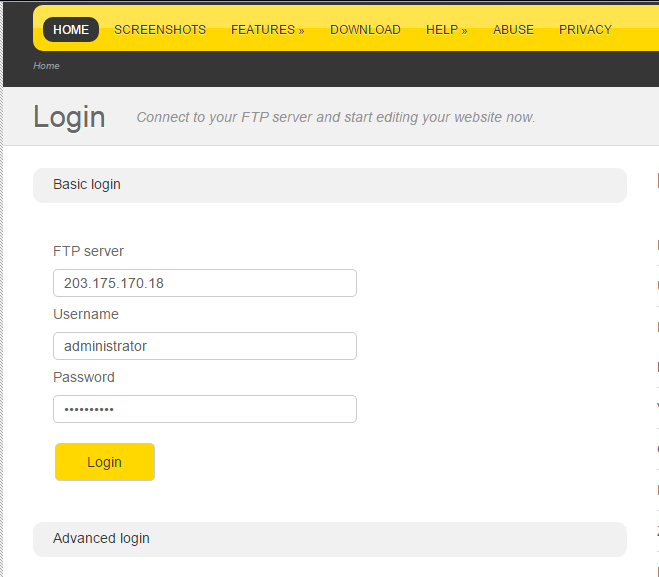 HOME SCREENSHOTS FEATURES » DOWNLOAD HELP » ABUSE PRIVACY
Home
Login Connect to your FTP server and start editing your website now.
Basic login
FTP server
203.175.170.18
Username
administrator
Password
••••••••••
Login
Advanced login